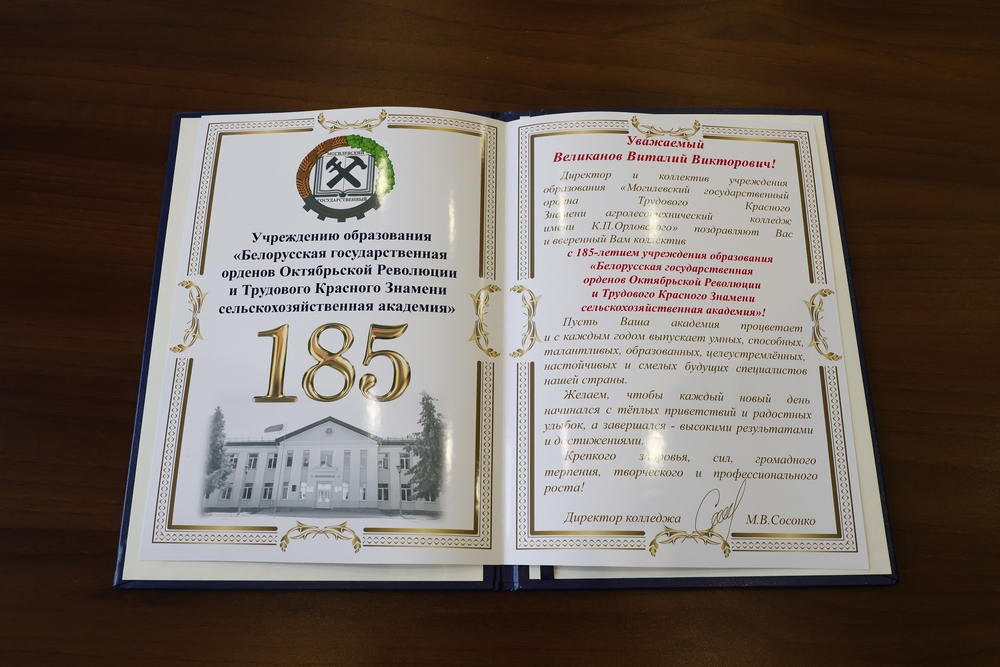 МОГИЛЕВСКИЙ
ГОСУДАРСТВЕННЫЙ
Учреждению образования
«Белорусская государственная
орденов Октябрьской Революции
и Трудового Красного Знамени
сельскохозяйственная академия»
185
Уважаемый
Великанов Виталий Викторович!
Директор и коллектив учреждения
образования «Могилевский государственный
ордена Трудового Красного
Знамени агролесотехнический колледж
имени К.П.Орловского» поздравляют Вас
и вверенный Вам коллектив
с 185-летием учреждения образования
«Белорусская государственная
орденов Октябрьской Революции
и Трудового Красного Знамени
сельскохозяйственная академия»!
Пусть Ваша академия процветает
и с каждым годом выпускает умных, способных,
талантливых, образованных, целеустремлённых,
настойчивых и смелых будущих специалистов
нашей страны.
Желаем, чтобы каждый новый день
начинался с тёплых приветствий и радостных
улыбок, а завершался - высокими результатами
и достижениями.
Крепкого здоровья, сил, громадного
терпения, творческого и профессионального
роста!
Директор колледжа М.В.Сосонко